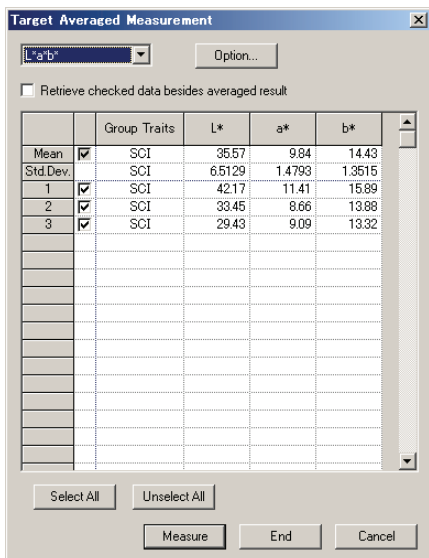 Target Averaged Measurement
L*a*b*
Option...
Retrieve checked data besides averaged result
Group Traits L* a* b*
Mean SCI 35.57 9.84 14.43
Std.Dev. SCI 6.5129 1.4793 1.3515
1 SCI 42.17 11.41 15.89
2 SCI 33.45 8.66 13.88
3 SCI 29.43 9.09 13.32
Select All Unselect All
Measure End Cancel